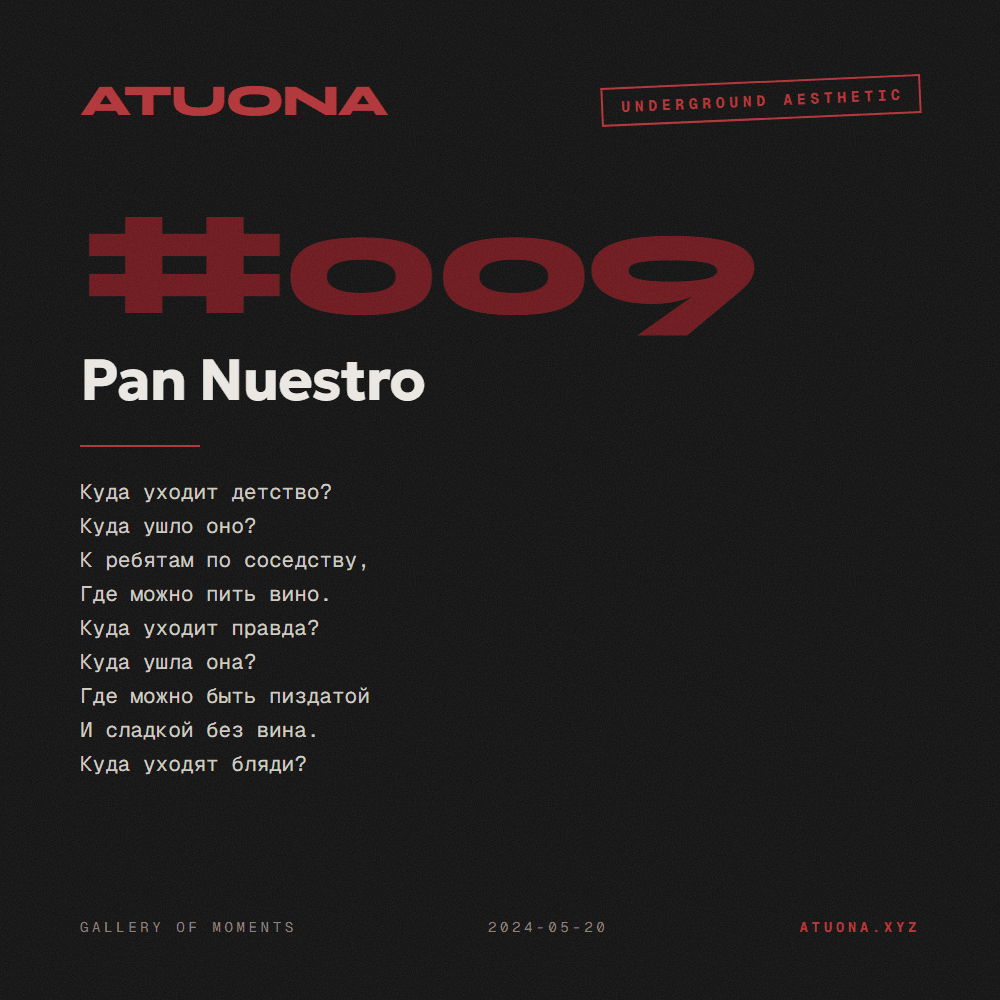 ATUONA
UNDERGROUND AESTHETIC
#009
Pan Nuestro
Куда уходит детство?
Куда ушло оно?
К ребятам по соседству,
Где можно пить вино.
Куда уходит правда?
Куда ушла она?
Где можно быть пиздатой
И сладкой без вина.
Куда уходят бляди?
GALLERY OF MOMENTS
2024-05-20
ATUONA.XYZ